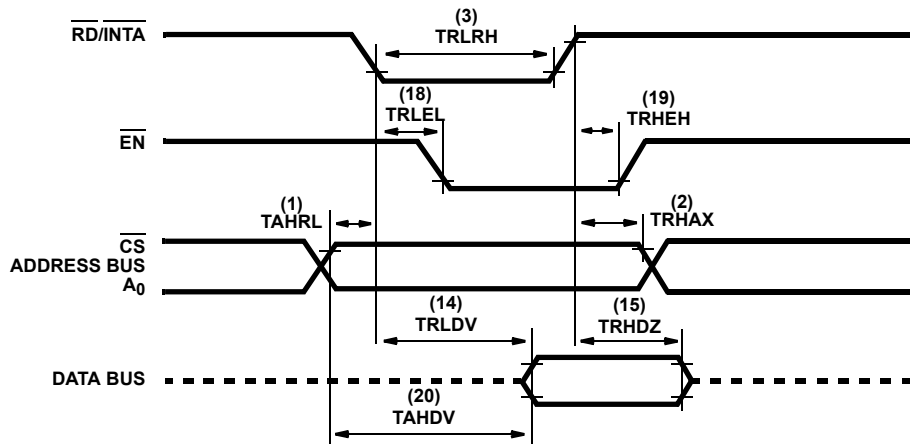 (3)
RD/INTA
TRLRH
(18)
TRLEL
(19)
TRHEH
EN
(1)
TAHRL
(2)
TRHAX
CS
ADDRESS BUS
A0
(14)
TRLDV
(15)
TRHDZ
DATA BUS
(20)
TAHDV